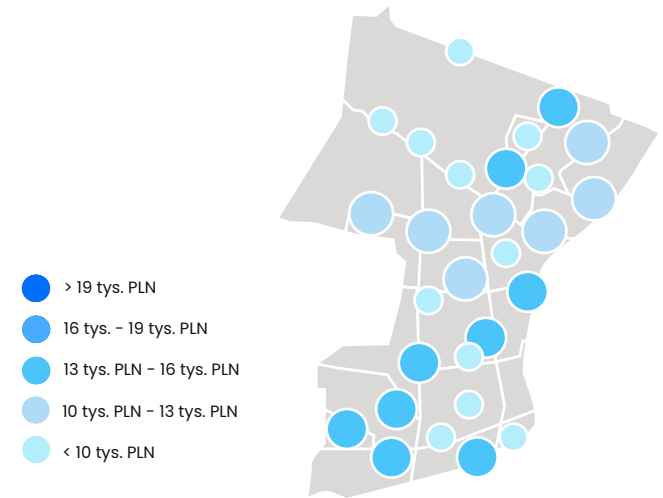 > 19 tys. PLN
16 tys. - 19 tys. PLN
13 tys. PLN - 16 tys. PLN
10 tys. PLN - 13 tys. PLN
< 10 tys. PLN